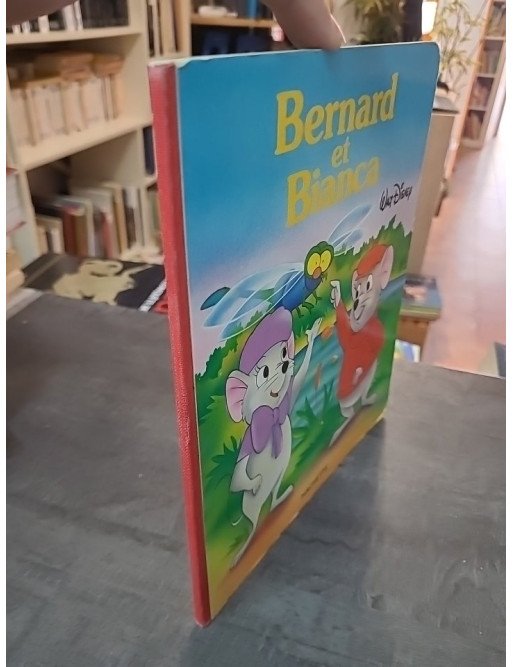 Bernard
et
Bianca
Walt Disney